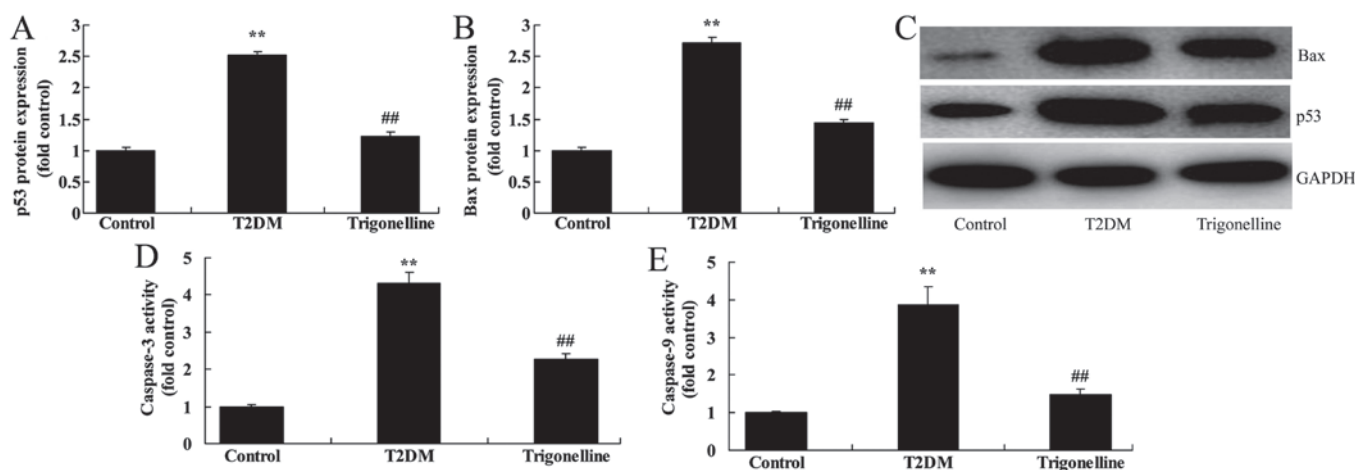 A
p53 protein expression
(fold control)
3
2.5
2
1.5
1
0.5
0
**
##
Control T2DM Trigonelline
B
Bax protein expression
(fold control)
3
2.5
2
1.5
1
0.5
0
**
##
Control T2DM Trigonelline
C
Bax
p53
GAPDH
Control T2DM Trigonelline
D
Caspase-3 activity
(fold control)
5
4
3
2
1
0
**
##
Control T2DM Trigonelline
E
Caspase-9 activity
(fold control)
5
4
3
2
1
0
**
##
Control T2DM Trigonelline